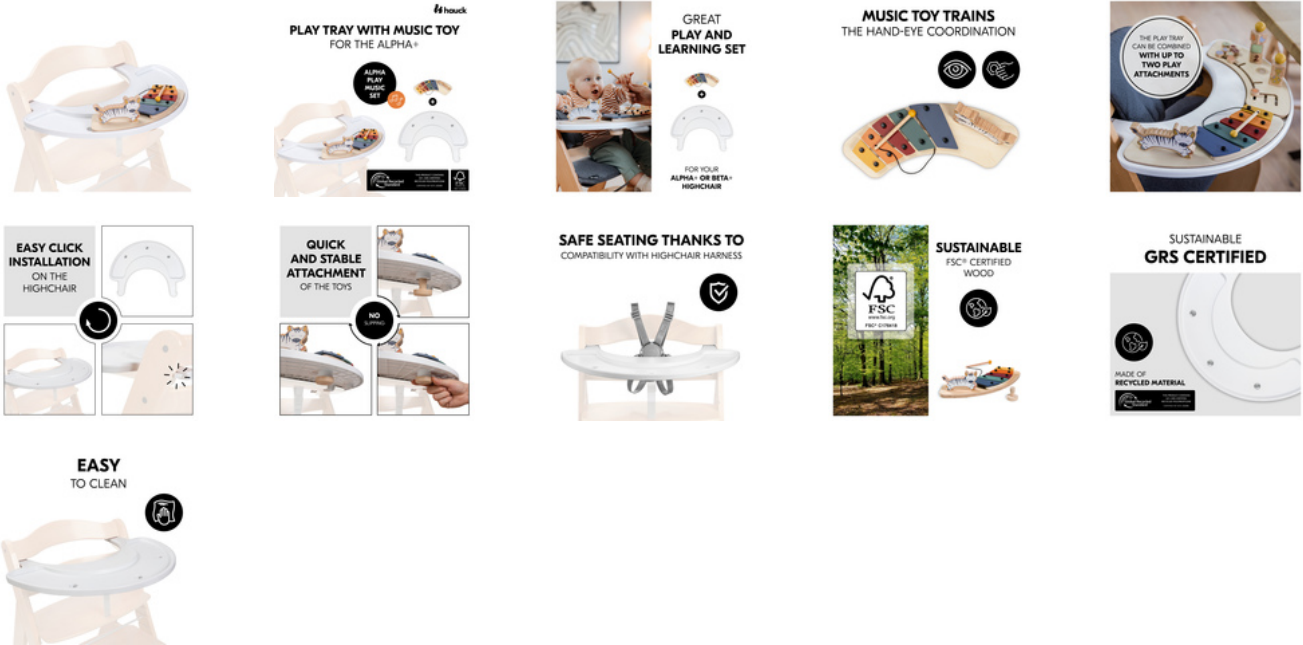 hauck
PLAY TRAY WITH MUSIC TOY
FOR THE ALPHA+
ALPHA
PLAY
MUSIC
SET
GREAT
PLAY AND
LEARNING SET
FOR YOUR
ALPHA+ OR BETA+
HIGHCHAIR
MUSIC TOY TRAINS
THE HAND-EYE COORDINATION
THE PLAY TRAY
CAN BE COMBINED
WITH UP TO
TWO PLAY
ATTACHMENTS
EASY CLICK
INSTALLATION
ON THE
HIGHCHAIR
QUICK
AND STABLE
ATTACHMENT
OF THE TOYS
NO
SLIPPING
SAFE SEATING THANKS TO
COMPATIBILITY WITH HIGHCHAIR HARNESS
FSC
www.fsc.org
SUSTAINABLE
FSC® CERTIFIED
WOOD
SUSTAINABLE
GRS CERTIFIED
MADE OF
RECYCLED MATERIAL
Global Recycled
Standard
EASY
TO CLEAN